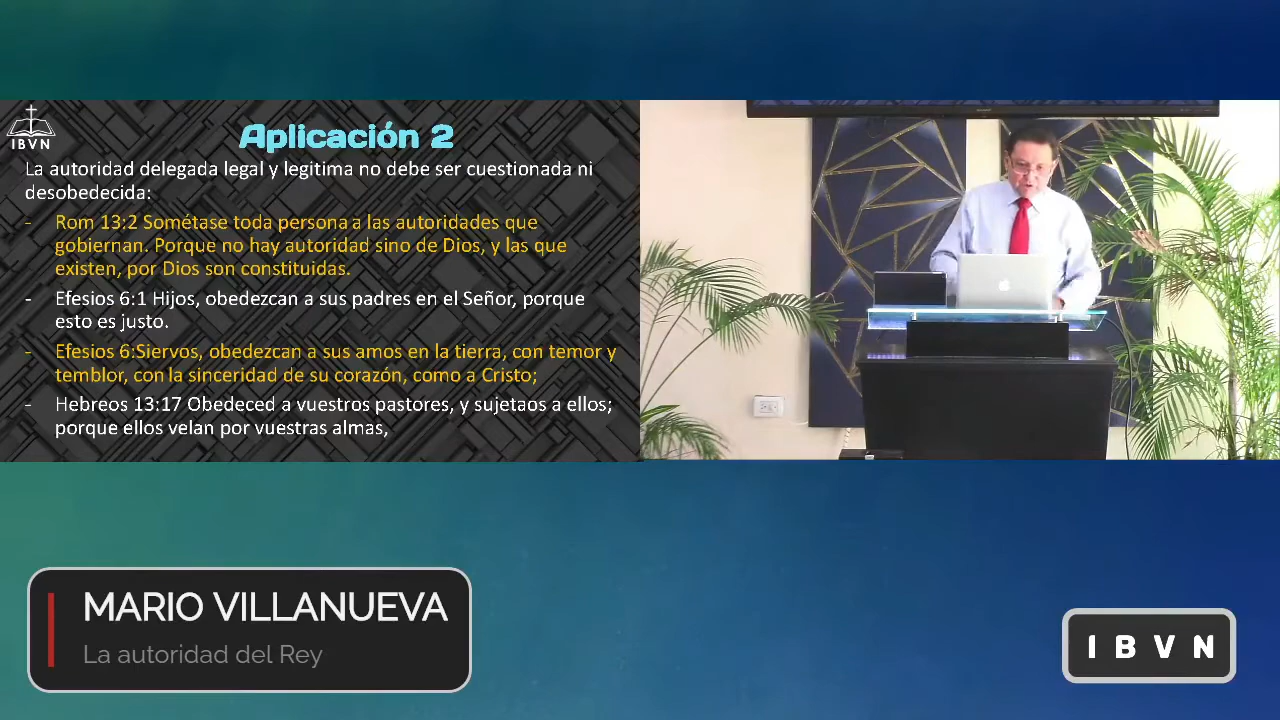 IBVN
Aplicación 2
La autoridad delegada legal y legitima no debe ser cuestionada ni
desobedecida:
- Rom 13:2 Sométase toda persona a las autoridades que
gobiernan. Porque no hay autoridad sino de Dios, y las que
existen, por Dios son constituidas.
- Efesios 6:1 Hijos, obedezcan a sus padres en el Señor, porque
esto es justo.
- Efesios 6:Siervos, obedezcan a sus amos en la tierra, con temor y
temblor, con la sinceridad de su corazón, como a Cristo;
- Hebreos 13:17 Obedeced a vuestros pastores, y sujetaos a ellos;
porque ellos velan por vuestras almas,
MARIO VILLANUEVA
La autoridad del Rey
IBVN